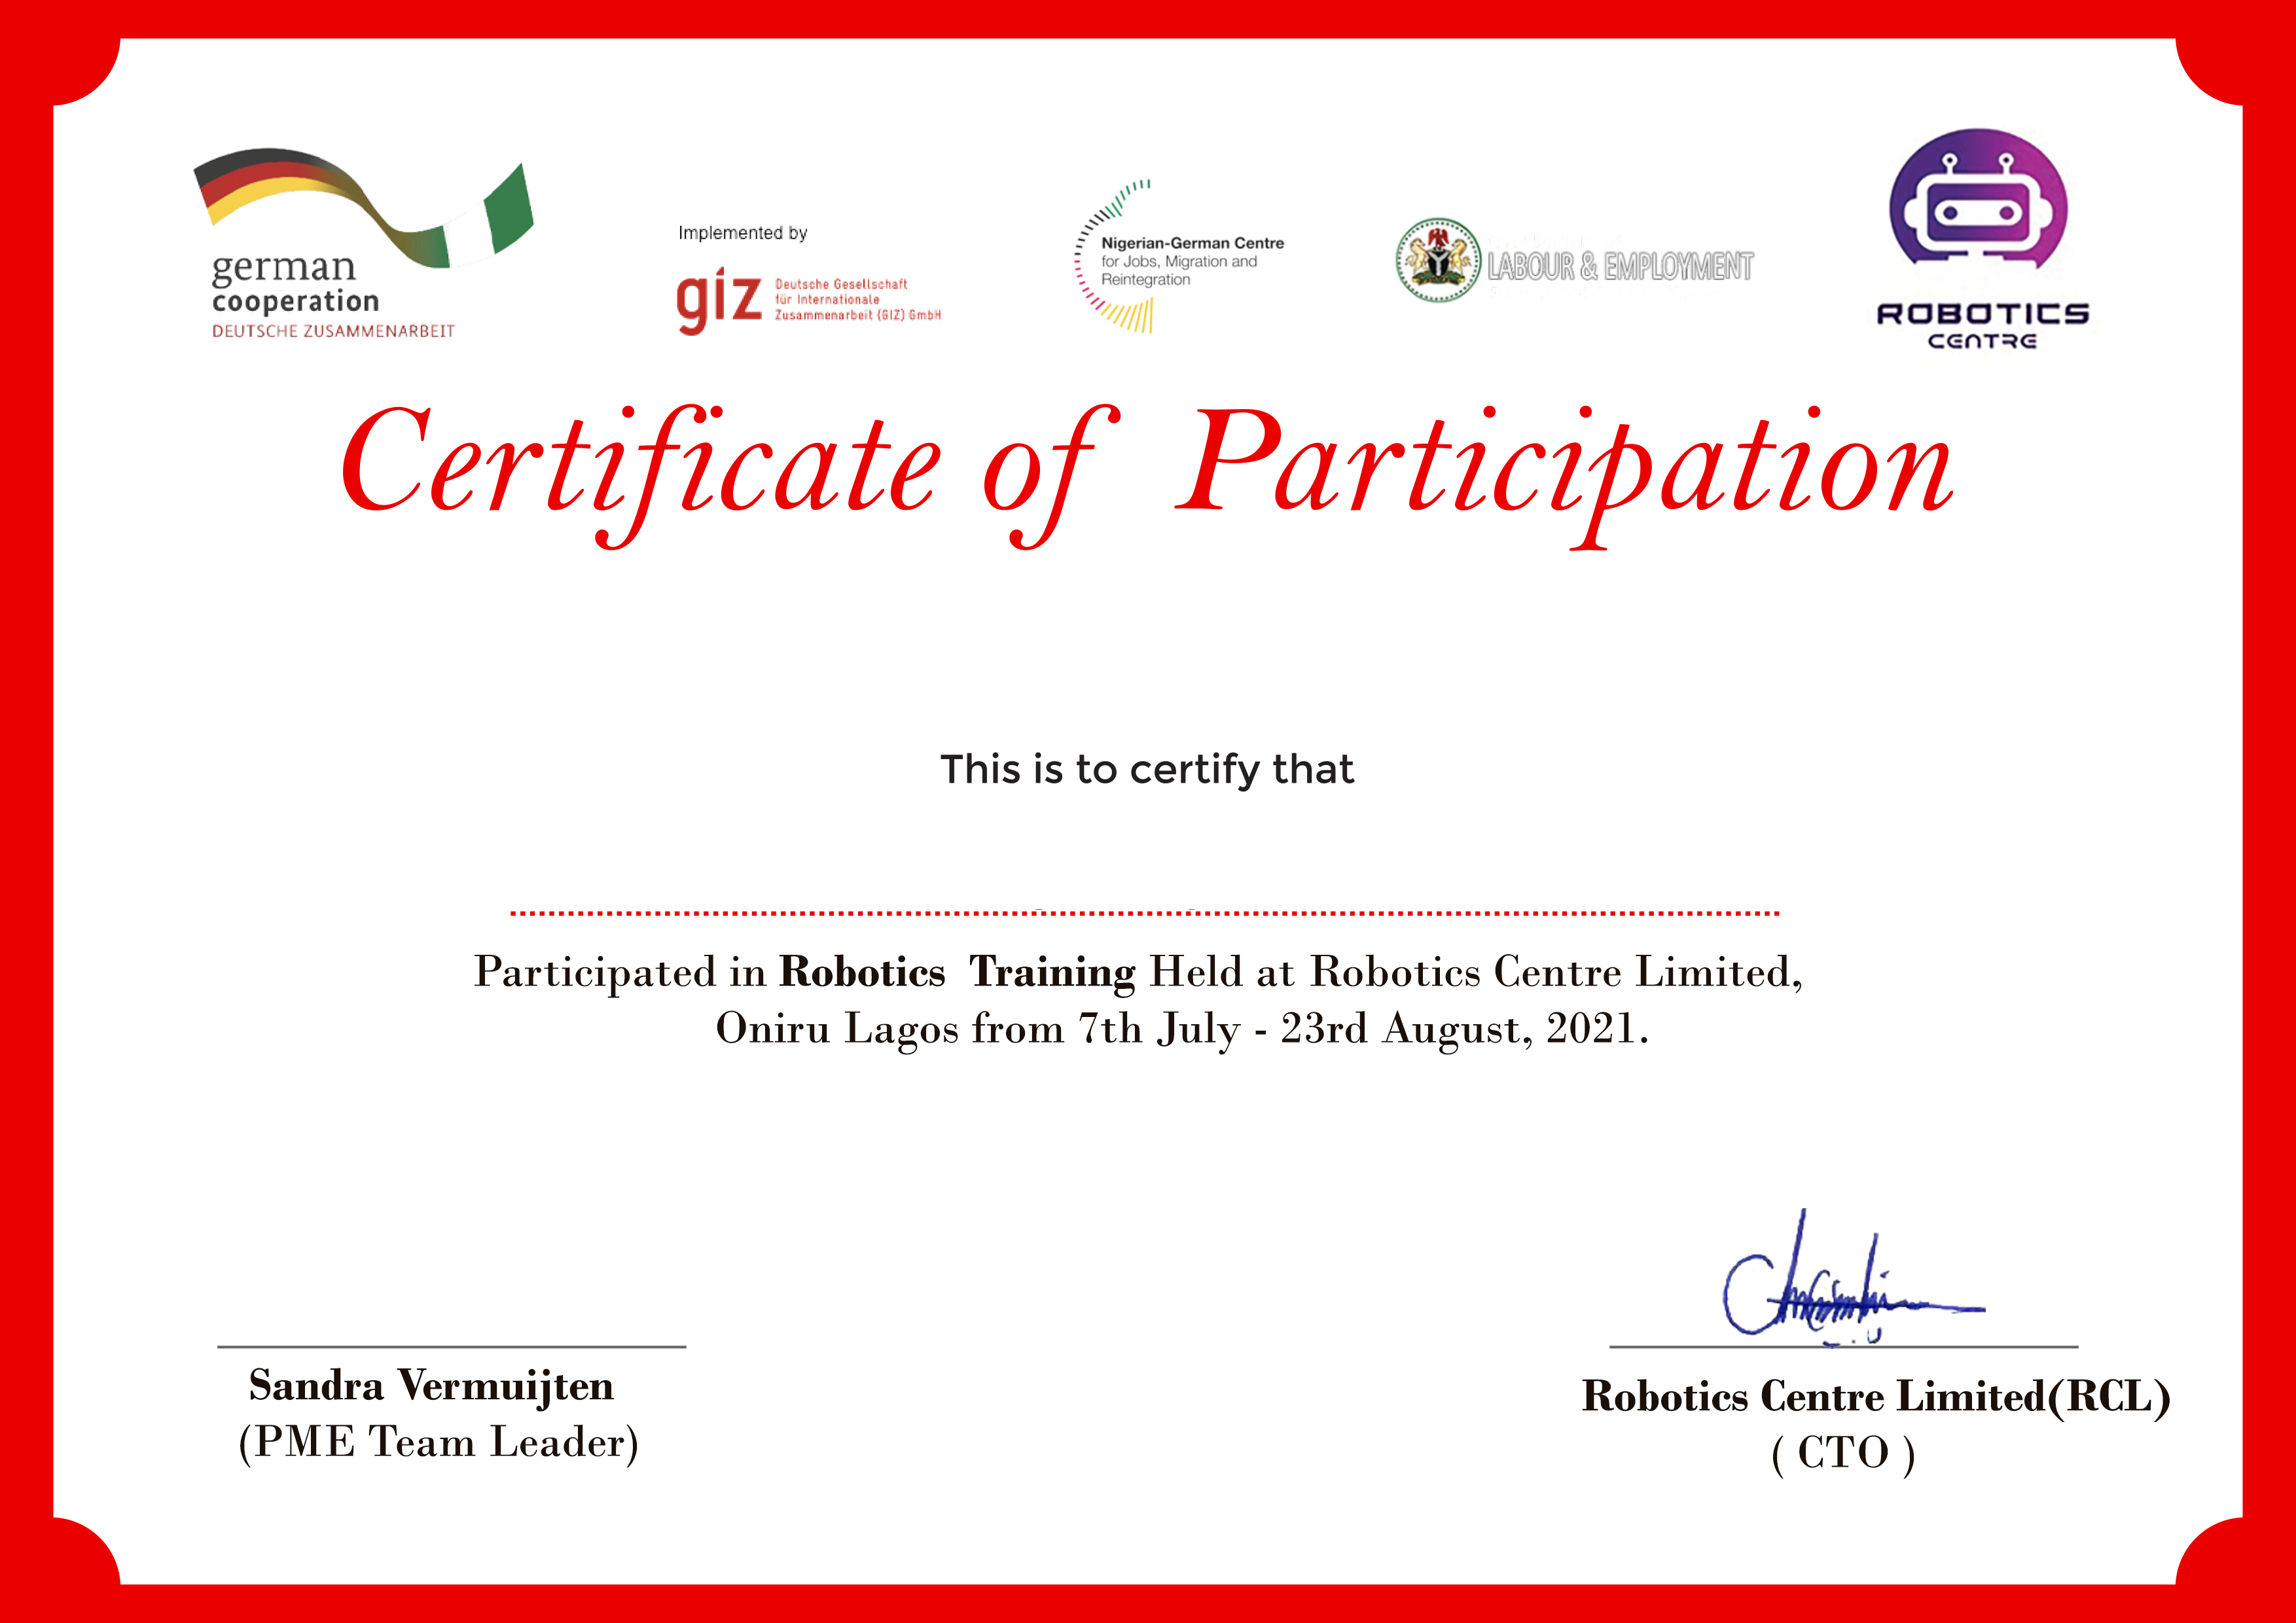 german
cooperation
DEUTSCHE ZUSAMMENARBEIT
Implemented by
giz
Deutsche Gesellschaft
für Internationale
Zusammenarbeit (GIZ) GmbH
Nigerian-German Centre
for Jobs, Migration and
Reintegration
LABOUR & EMPLOYMENT
ROBOTICS
CENTRE
Certificate of Participation
This is to certify that
Participated in Robotics Training Held at Robotics Centre Limited,
Oniru Lagos from 7th July - 23rd August, 2021.
Sandra Vermuijten
(PME Team Leader)
Robotics Centre Limited(RCL)
( CTO )